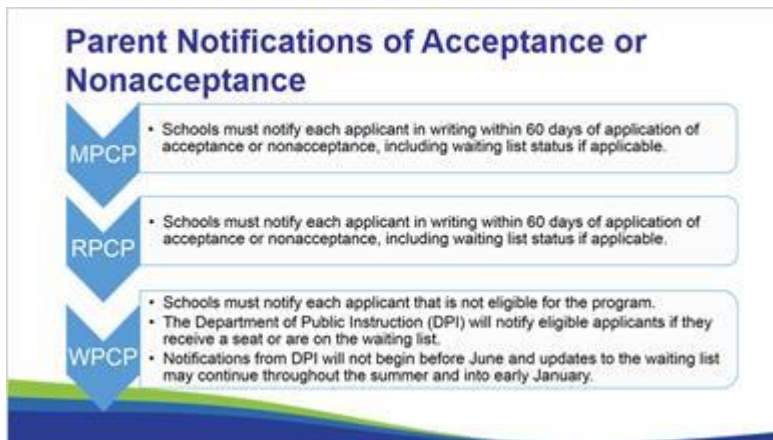 Parent Notifications of Acceptance or
Nonacceptance
MPCP
• Schools must notify each applicant in writing within 60 days of application of
acceptance or nonacceptance, including waiting list status if applicable.
RPCP
• Schools must notify each applicant in writing within 60 days of application of
acceptance or nonacceptance, including waiting list status if applicable.
WPCP
• Schools must notify each applicant that is not eligible for the program.
• The Department of Public Instruction (DPI) will notify eligible applicants if they
receive a seat or are on the waiting list.
• Notifications from DPI will not begin before June and updates to the waiting list
may continue throughout the summer and into early January.